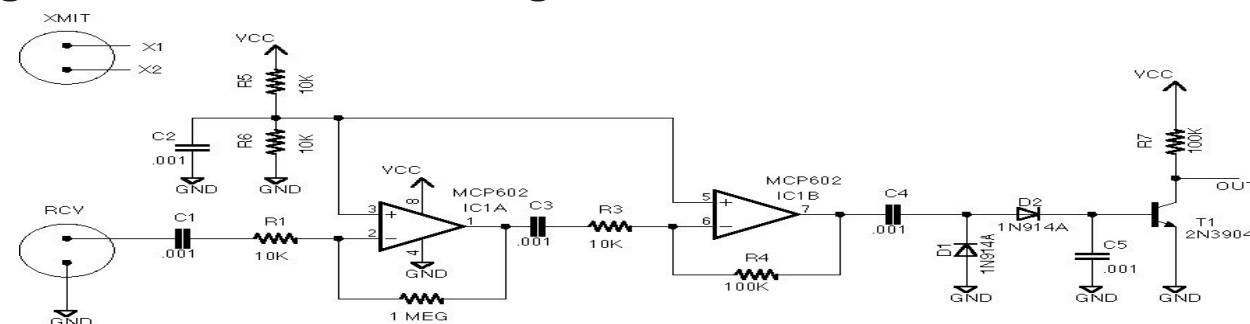 XMIT
X1
X2
VCC
R5
10K
C2
.001
R6
10K
GND
GND
VCC
MCP602
IC1A
8
3
+
2
-
1
4
GND
RCV
C1
.001
R1
10K
GND
1 MEG
C3
.001
R3
10K
MCP602
IC1B
5
+
6
-
7
R4
100K
C4
.001
D1
1N914A
GND
D2
1N914A
C5
.001
GND
VCC
R7
100K
OUT
T1
2N3904
GND